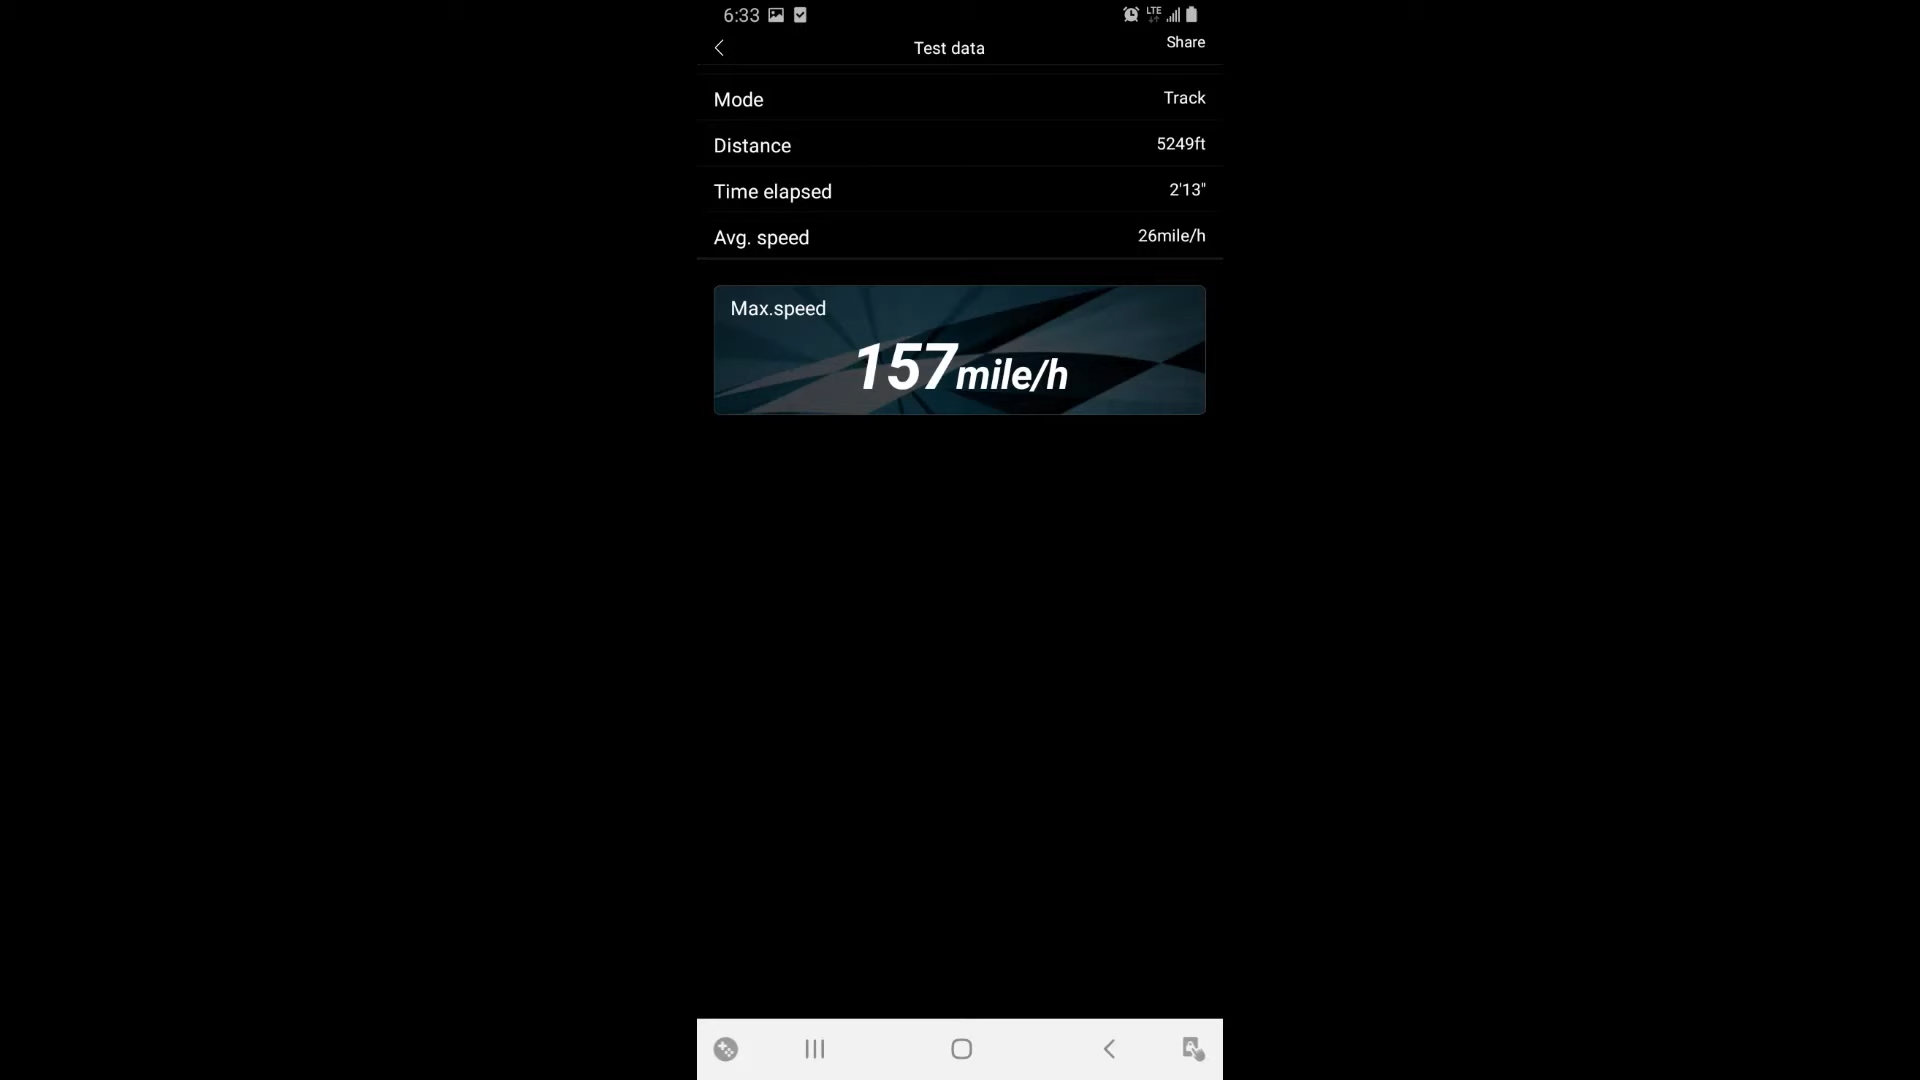 6:33
LTE
Test data
Share
Mode
Track
Distance
5249ft
Time elapsed
2'13"
Avg. speed
26mile/h
Max.speed
157mile/h